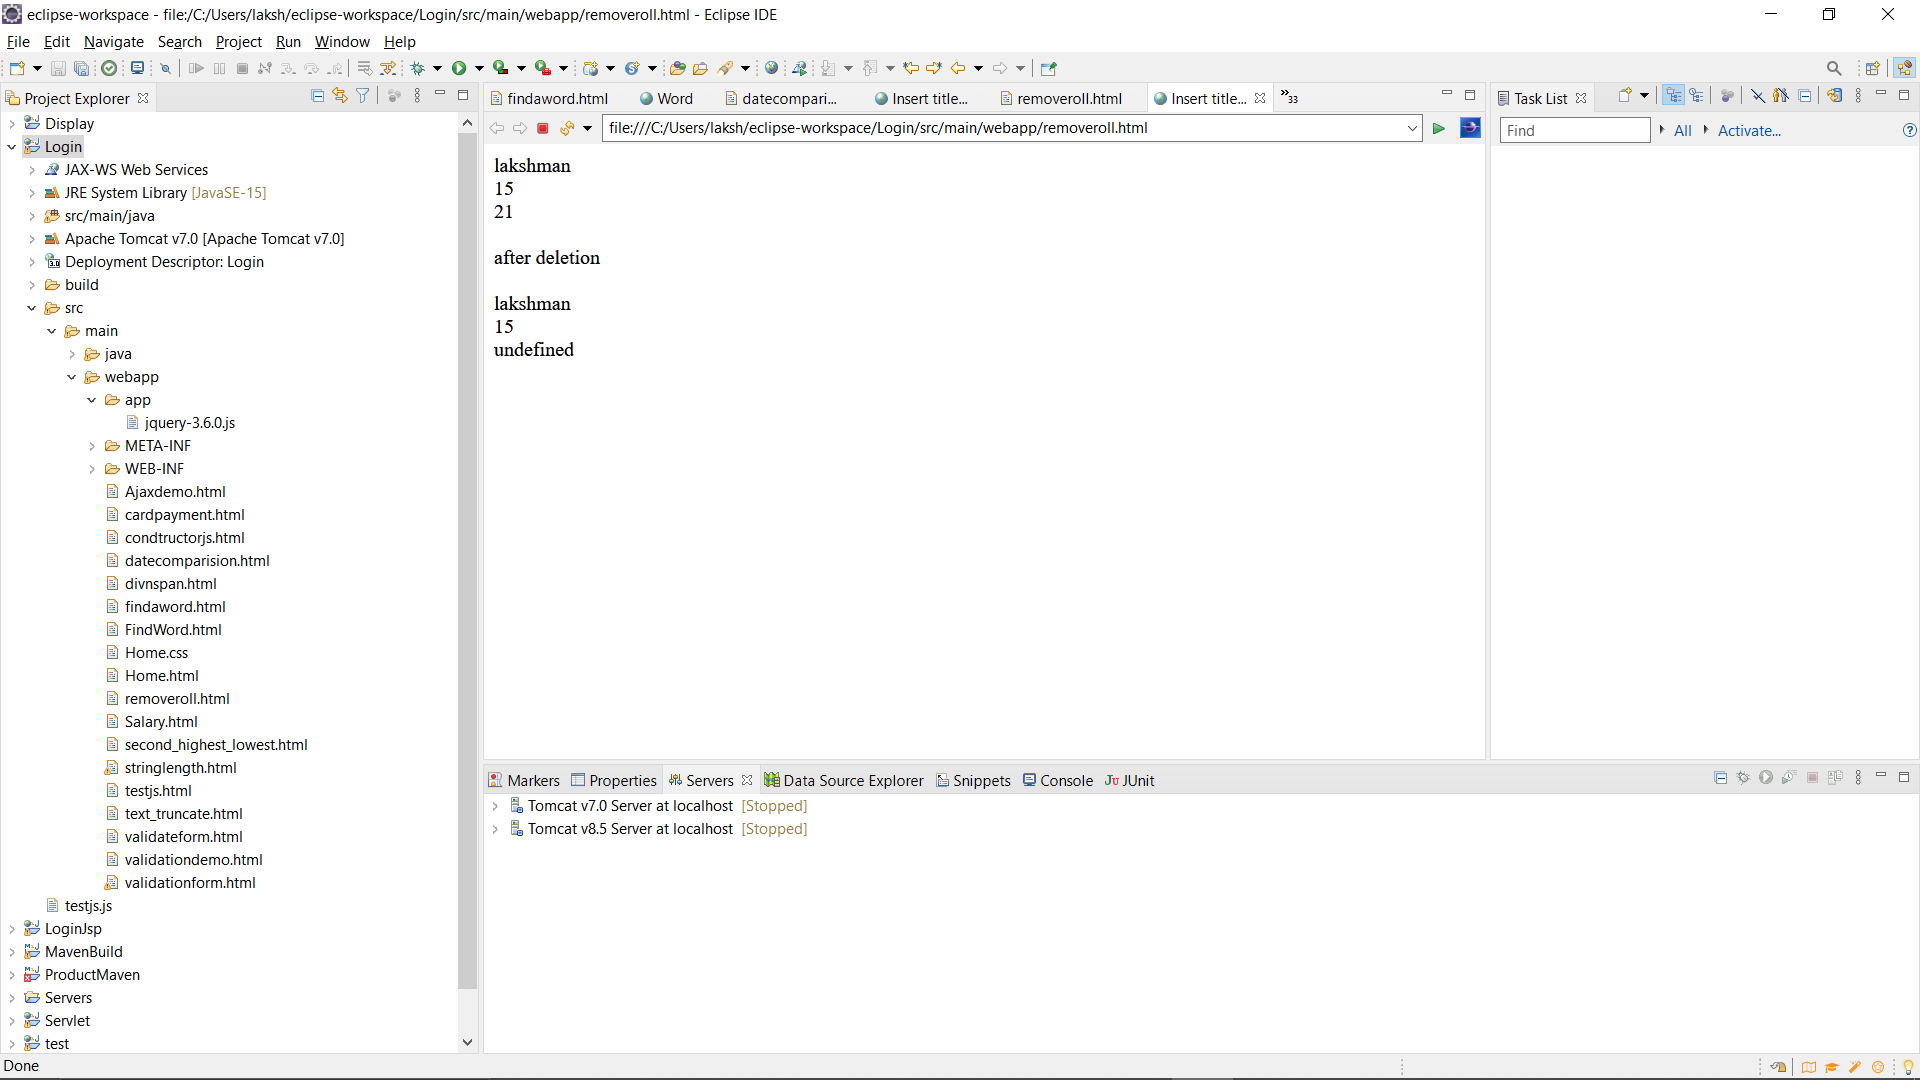 eclipse-workspace - file:/C:/Users/laksh/eclipse-workspace/Login/src/main/webapp/removeroll.html - Eclipse IDE
File Edit Navigate Search Project Run Window Help
Project Explorer
Display
Login
JAX-WS Web Services
JRE System Library [JavaSE-15]
src/main/java
Apache Tomcat v7.0 [Apache Tomcat v7.0]
Deployment Descriptor: Login
build
src
main
java
webapp
app
jquery-3.6.0.js
META-INF
WEB-INF
Ajaxdemo.html
cardpayment.html
condtructorjs.html
datecomparision.html
divnspan.html
findaword.html
FindWord.html
Home.css
Home.html
removeroll.html
Salary.html
second_highest_lowest.html
stringlength.html
testjs.html
text_truncate.html
validateform.html
validationdemo.html
validationform.html
testjs.js
LoginJsp
MavenBuild
ProductMaven
Servers
Servlet
test
findaword.html Word datecompari... Insert title... removeroll.html Insert title... »33
file:///C:/Users/laksh/eclipse-workspace/Login/src/main/webapp/removeroll.html
lakshman
15
21
after deletion
lakshman
15
undefined
Task List
Find All Activate...
Markers Properties Servers Data Source Explorer Snippets Console JUnit
Tomcat v7.0 Server at localhost [Stopped]
Tomcat v8.5 Server at localhost [Stopped]
Done